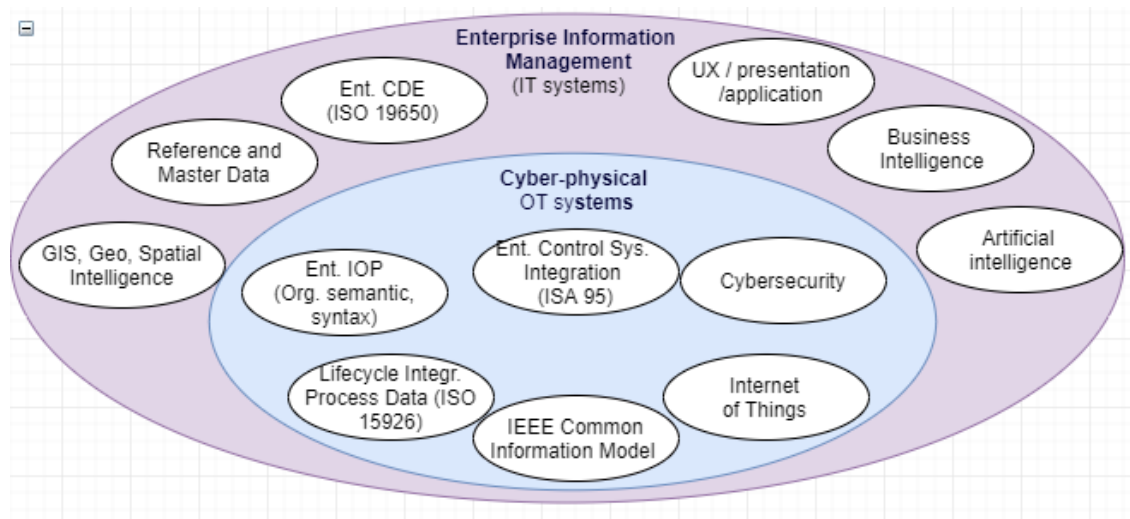 Enterprise Information
Management
(IT systems)
UX / presentation
/application
Ent. CDE
(ISO 19650)
Business
Intelligence
Reference and
Master Data
Cyber-physical
OT systems
GIS, Geo, Spatial
Intelligence
Artificial
intelligence
Ent. IOP
(Org. semantic,
syntax)
Ent. Control Sys.
Integration
(ISA 95)
Cybersecurity
Lifecycle Integr.
Process Data (ISO
15926)
IEEE Common
Information Model
Internet
of Things